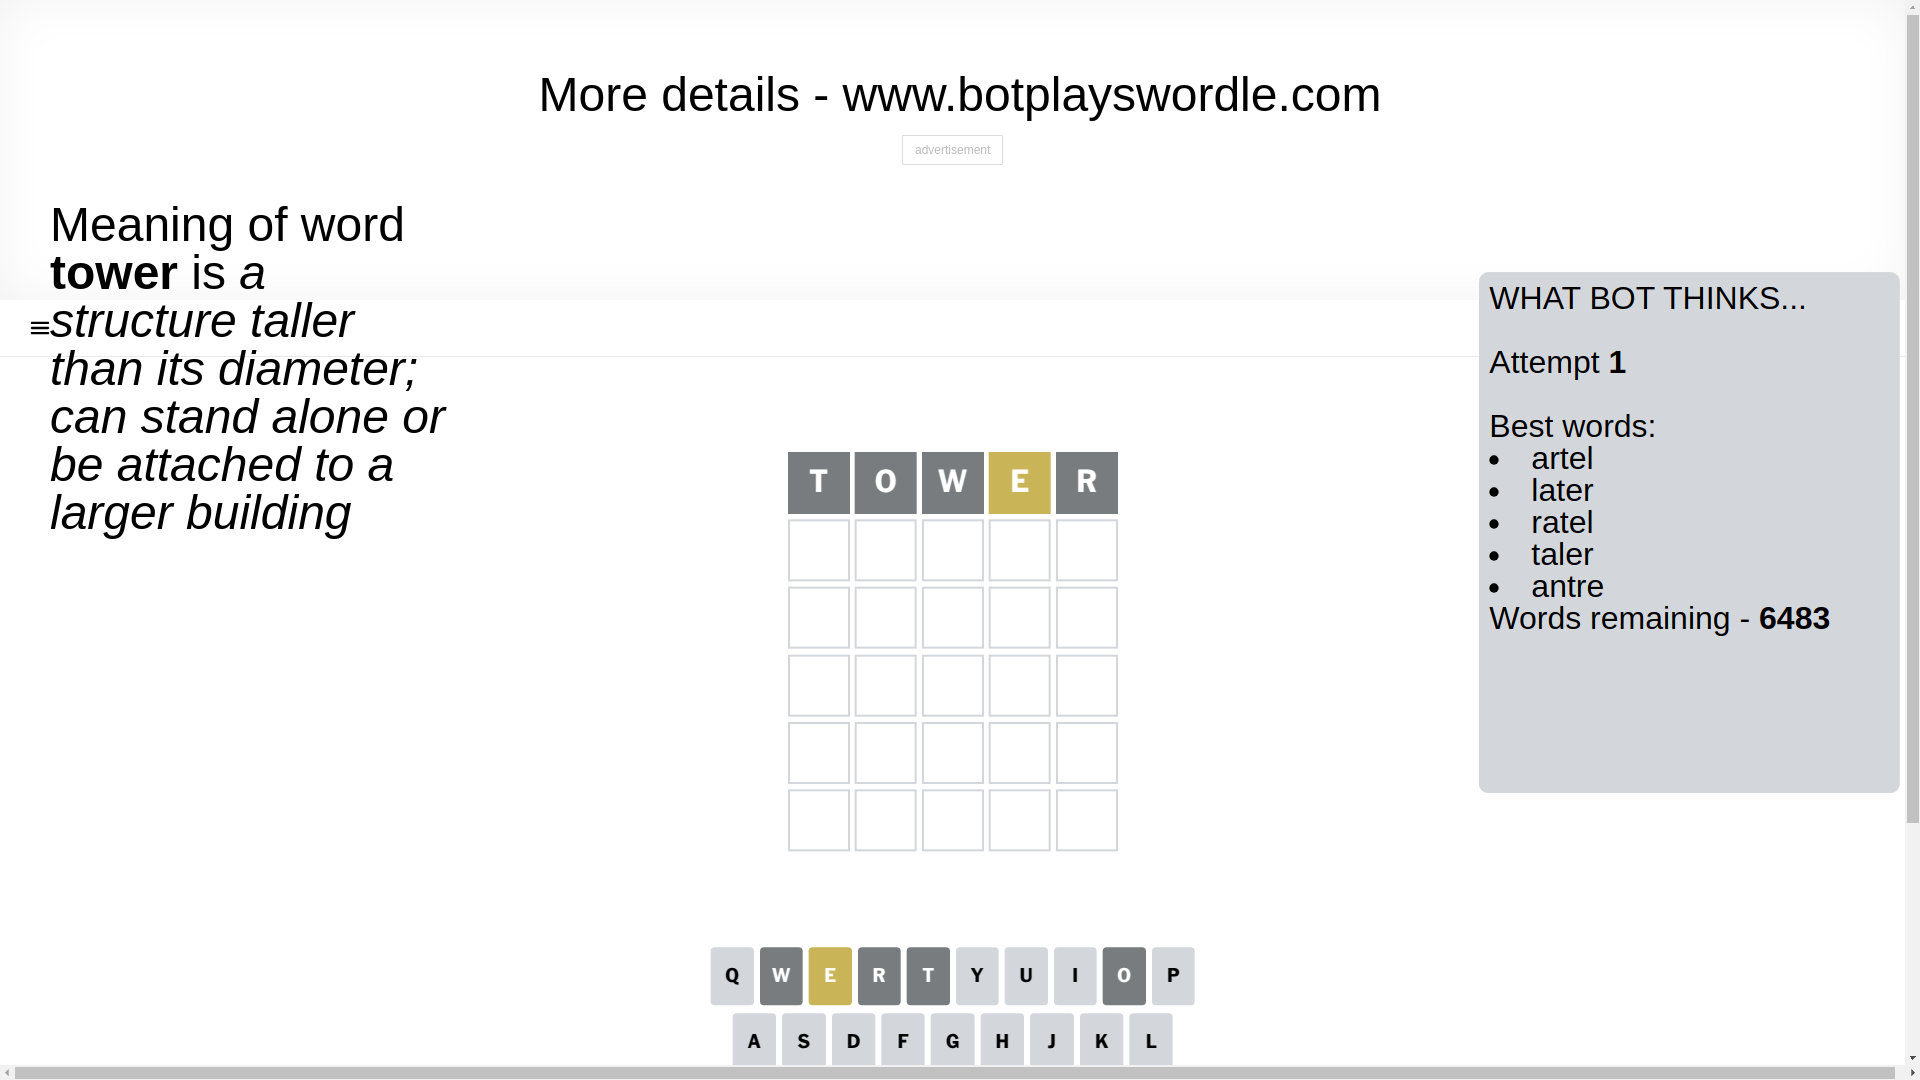 More details - www.botplayswordle.com
advertisement
Meaning of word
tower is a
structure taller
than its diameter;
can stand alone or
be attached to a
larger building
WHAT BOT THINKS...
Attempt 1
Best words:
• artel
• later
• ratel
• taler
• antre
Words remaining - 6483
T O W E R
Q W E R T Y U I O P
A S D F G H J K L